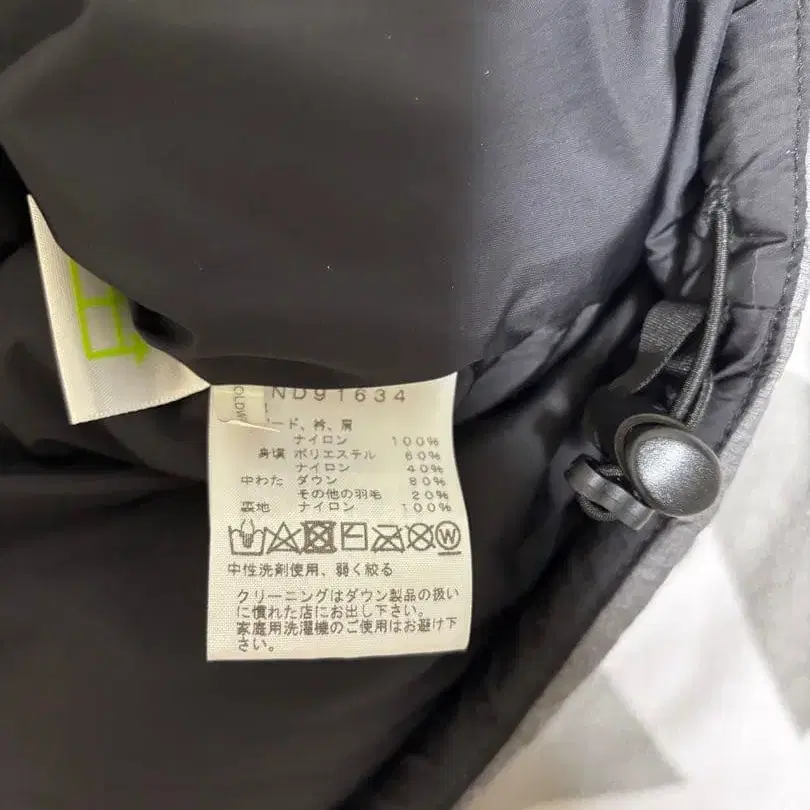 OLDW
ND91634
ード、衿、肩
ナイロン 100%
身頃 ポリエステル 60%
ナイロン 40%
中わた ダウン 80%
その他の羽毛 20%
裏地 ナイロン 100%
W
中性洗剤使用、弱く絞る
クリーニングはダウン製品の扱い
に慣れた店にお出し下さい。
家庭用洗濯機のご使用はお避け下
さい。